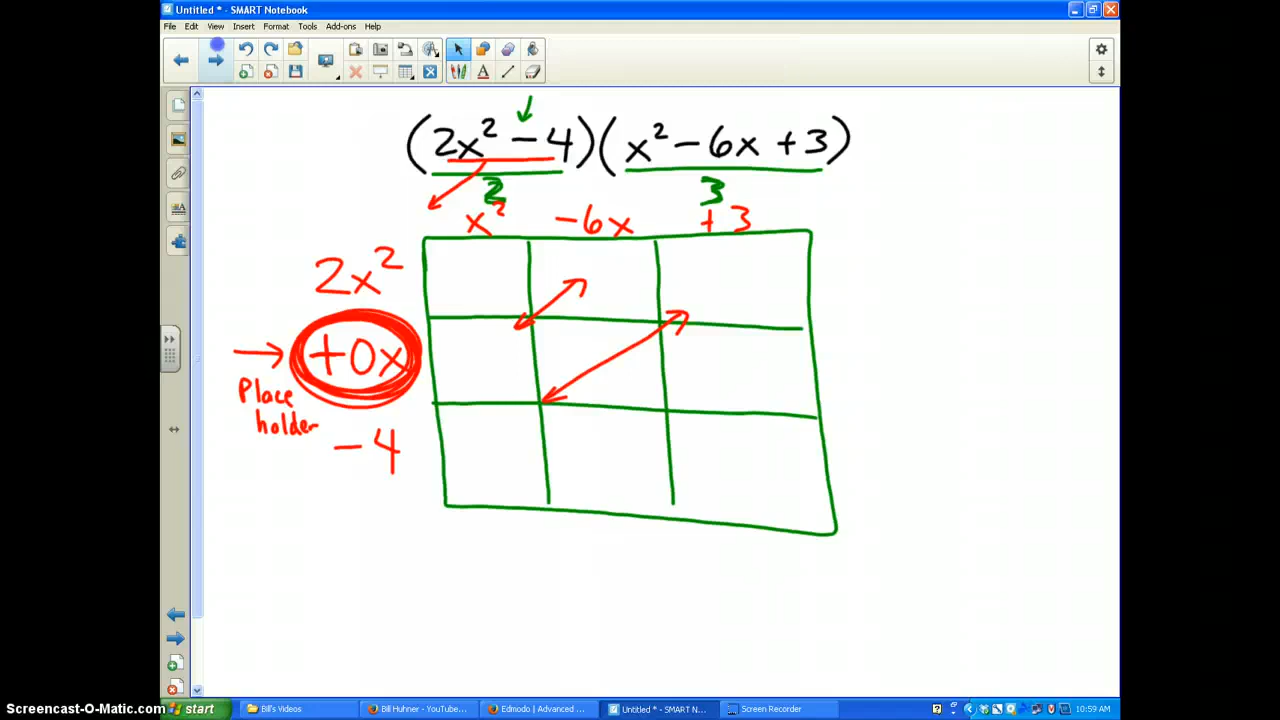 Untitled * - SMART Notebook
File Edit View Insert Format Tools Add-ons Help
(2x² - 4)(x² - 6x + 3)
2 3
x² -6x +3
2x²
+0x
Place
holder
-4
Screencast-O-Matic.com
start Bill's Videos Bill Huhner - YouTube... Edmodo | Advanced ... Untitled * - SMART No... Screen Recorder 10:59 AM